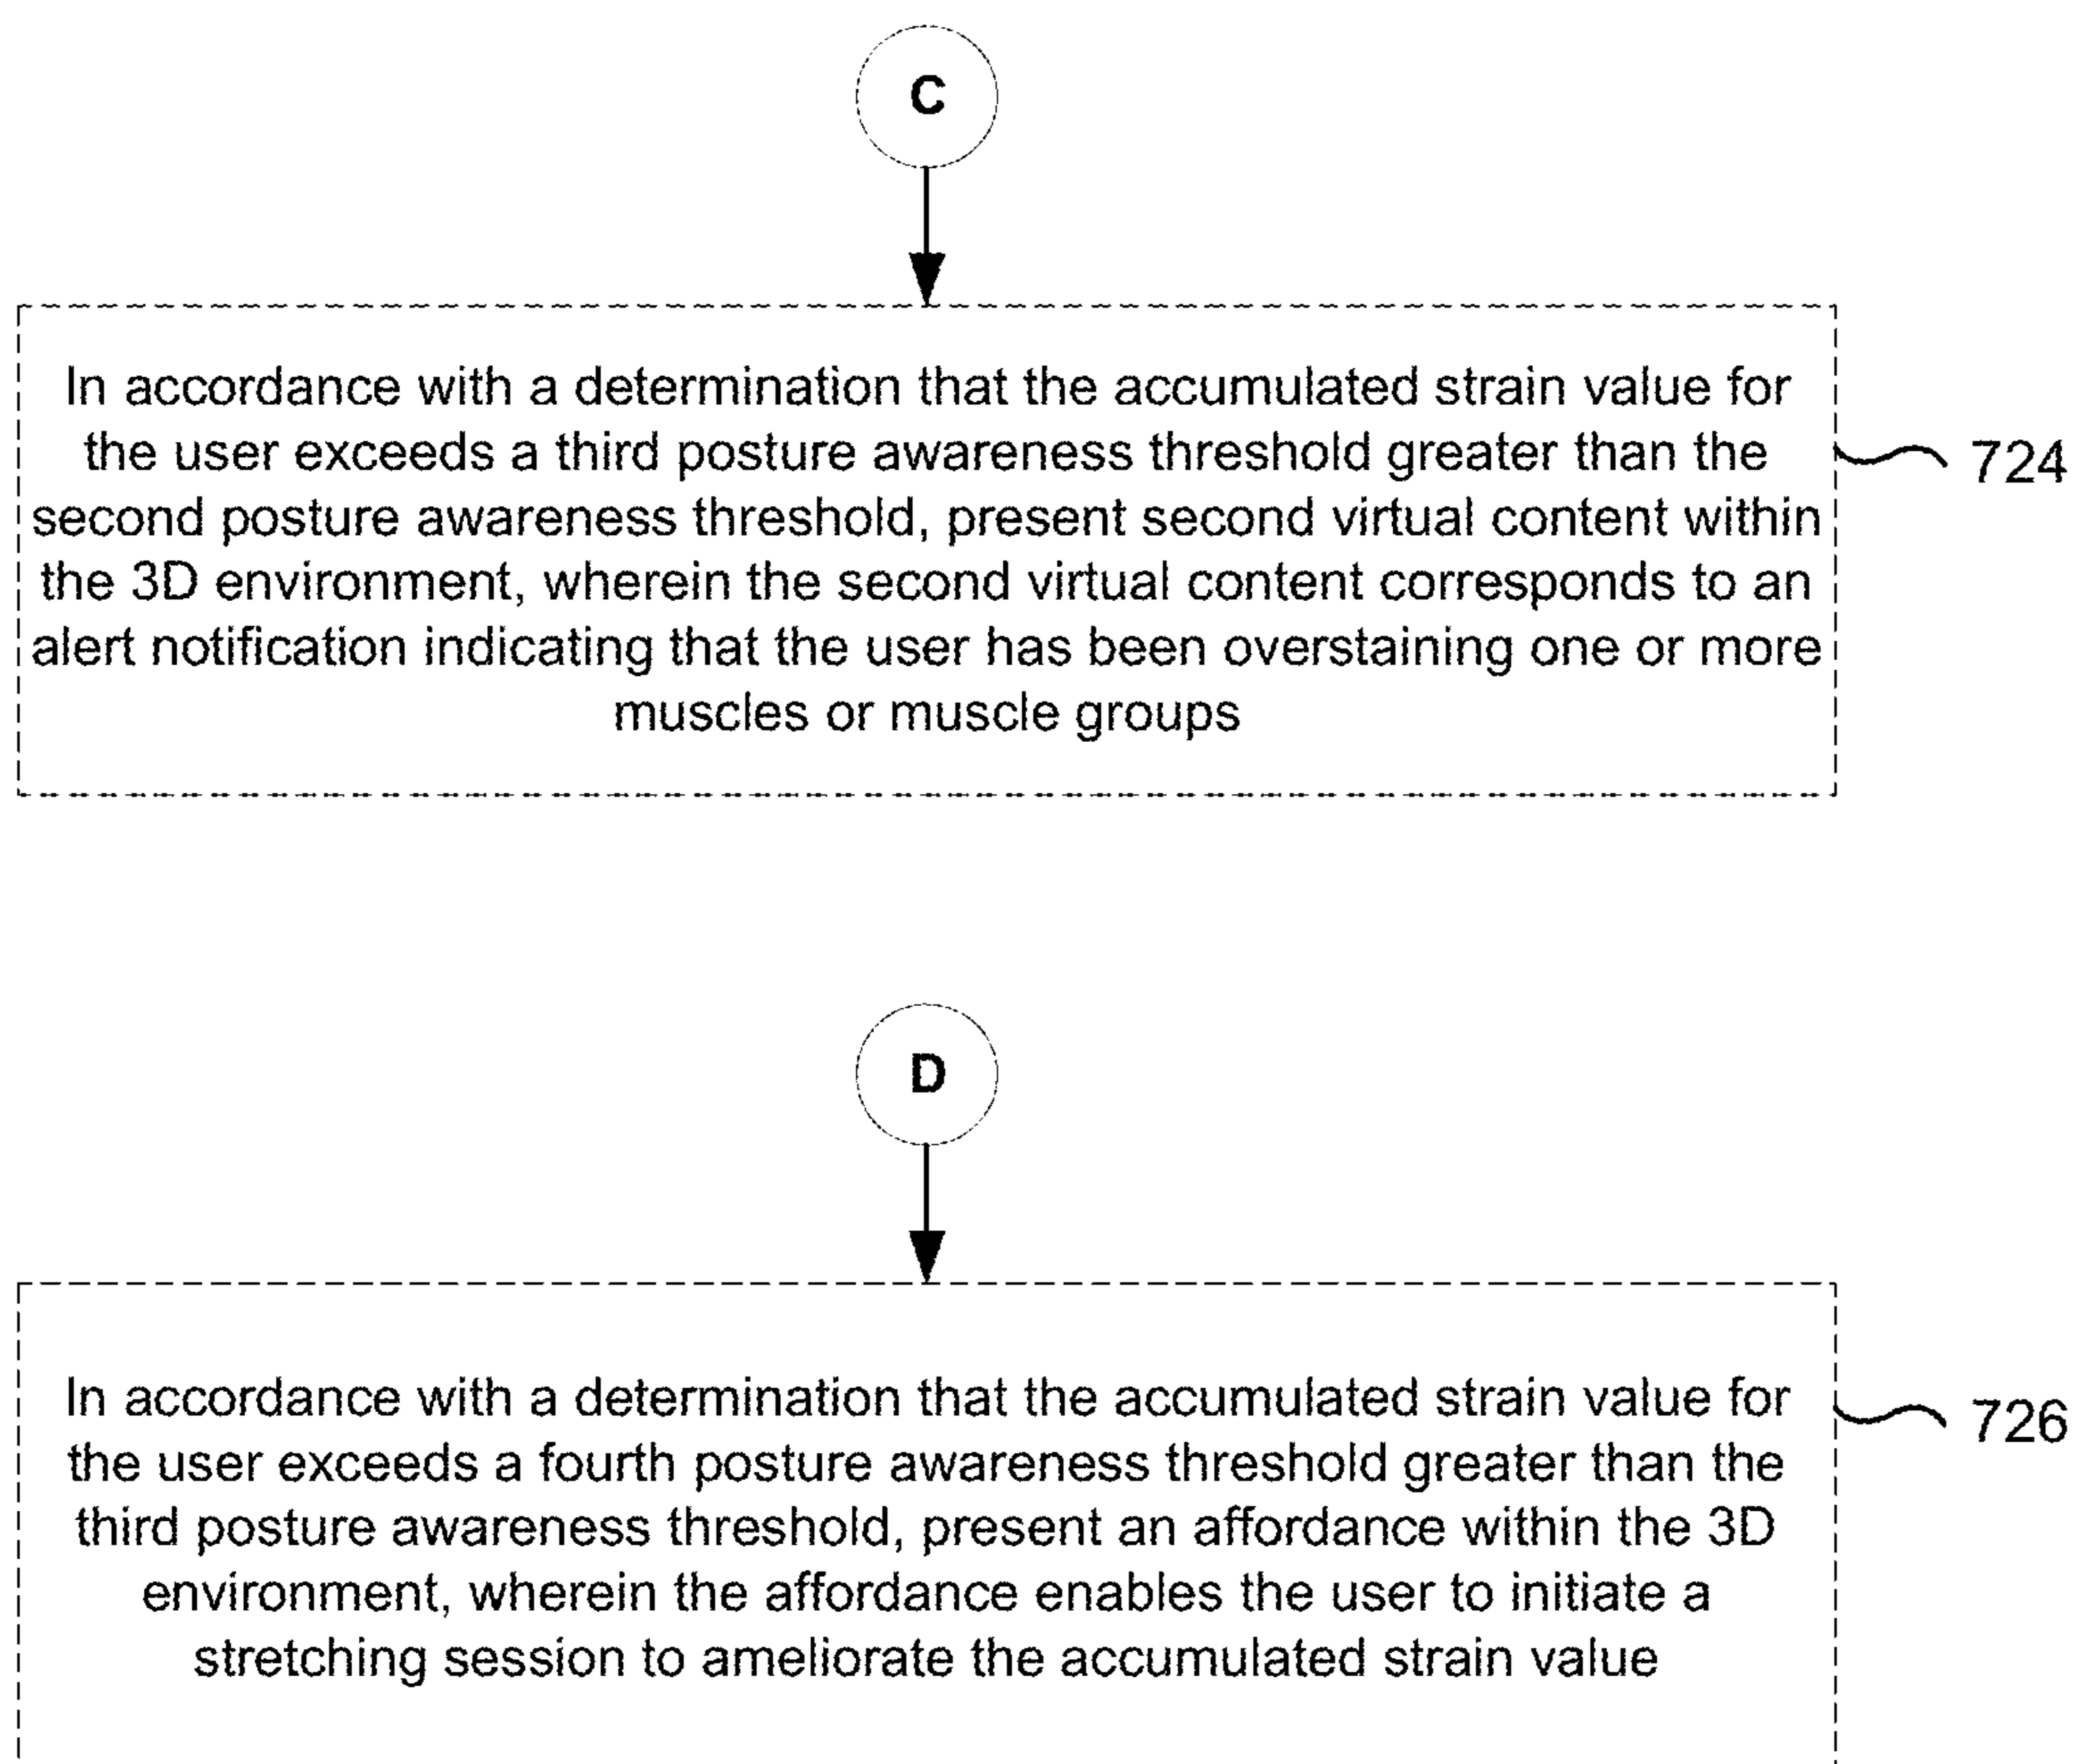 C
In accordance with a determination that the accumulated strain value for
the user exceeds a third posture awareness threshold greater than the
second posture awareness threshold, present second virtual content within
the 3D environment, wherein the second virtual content corresponds to an
alert notification indicating that the user has been overstaining one or more
muscles or muscle groups
724
D
In accordance with a determination that the accumulated strain value for
the user exceeds a fourth posture awareness threshold greater than the
third posture awareness threshold, present an affordance within the 3D
environment, wherein the affordance enables the user to initiate a
stretching session to ameliorate the accumulated strain value
726